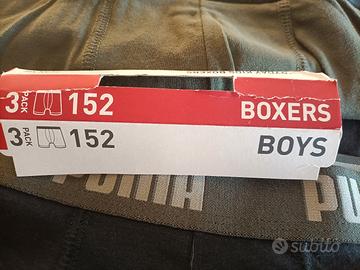 3 PACK 152 BOXERS
3 PACK 152 BOYS
PUMA PU
subito